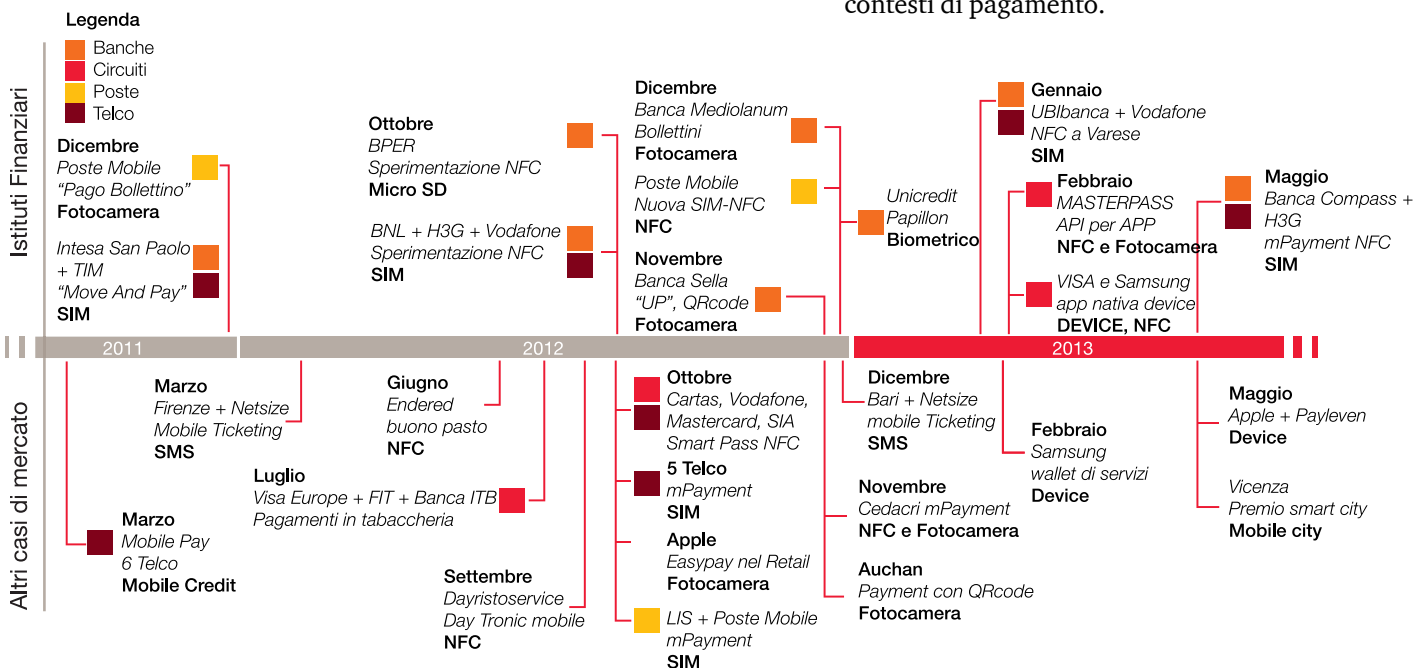 contesti di pagamento.
Legenda
Banche
Circuiti
Poste
Telco
Istituti Finanziari
Dicembre
Poste Mobile
“Pago Bollettino”
Fotocamera
Intesa San Paolo
+ TIM
“Move And Pay”
SIM
Ottobre
BPER
Sperimentazione NFC
Micro SD
BNL + H3G + Vodafone
Sperimentazione NFC
SIM
Dicembre
Banca Mediolanum
Bollettini
Fotocamera
Poste Mobile
Nuova SIM-NFC
NFC
Novembre
Banca Sella
“UP”, QRcode
Fotocamera
Unicredit
Papillon
Biometrico
Gennaio
UBIbanca + Vodafone
NFC a Varese
SIM
Febbraio
MASTERPASS
API per APP
NFC e Fotocamera
VISA e Samsung
app nativa device
DEVICE, NFC
Maggio
Banca Compass +
H3G
mPayment NFC
SIM
2011
2012
2013
Altri casi di mercato
Marzo
Mobile Pay
6 Telco
Mobile Credit
Marzo
Firenze + Netsize
Mobile Ticketing
SMS
Giugno
Endered
buono pasto
NFC
Luglio
Visa Europe + FIT + Banca ITB
Pagamenti in tabaccheria
Settembre
Dayristoservice
Day Tronic mobile
NFC
Ottobre
Cartas, Vodafone,
Mastercard, SIA
Smart Pass NFC
5 Telco
mPayment
SIM
Apple
Easypay nel Retail
Fotocamera
LIS + Poste Mobile
mPayment
SIM
Dicembre
Bari + Netsize
mobile Ticketing
SMS
Novembre
Cedacri mPayment
NFC e Fotocamera
Auchan
Payment con QRcode
Fotocamera
Febbraio
Samsung
wallet di servizi
Device
Maggio
Apple + Payleven
Device
Vicenza
Premio smart city
Mobile city